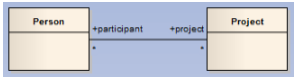 Person
Project
+participant
+project
*
*